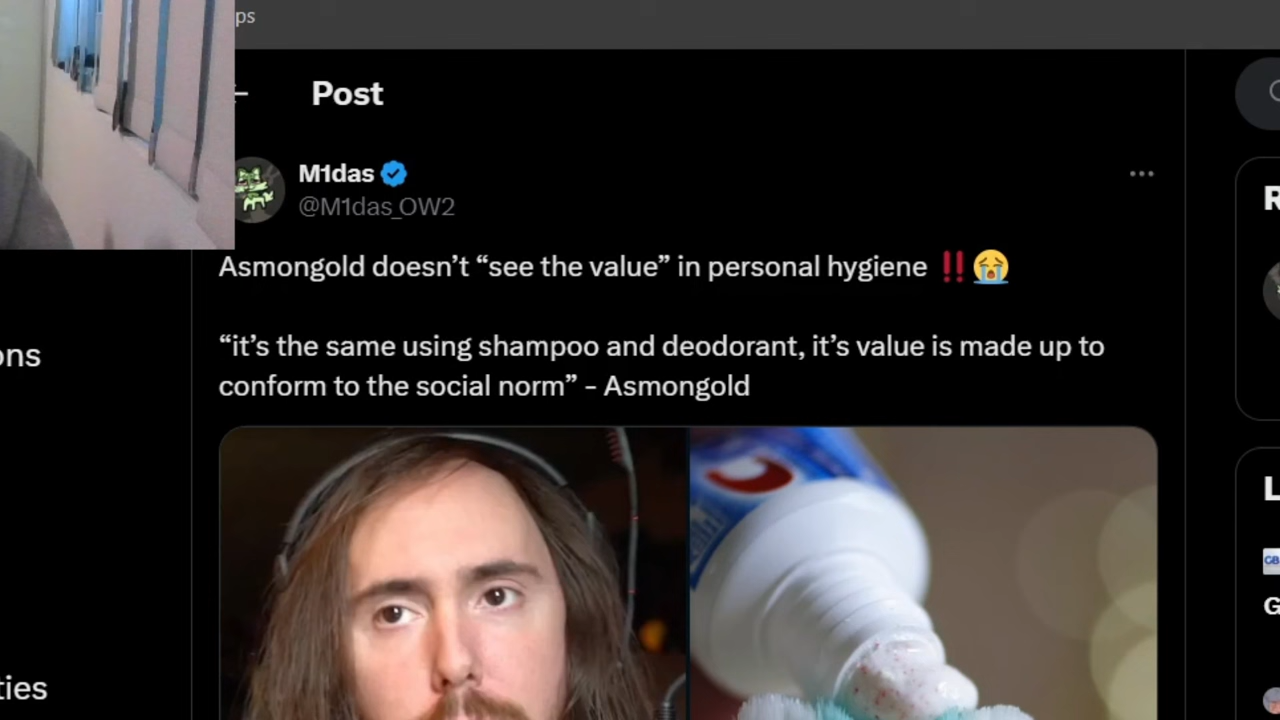 ps
Post
M1das
@M1das_OW2
Asmongold doesn’t “see the value” in personal hygiene ‼️😭
“it’s the same using shampoo and deodorant, it’s value is made up to
conform to the social norm” - Asmongold
ons
ties
R
L
GB
G